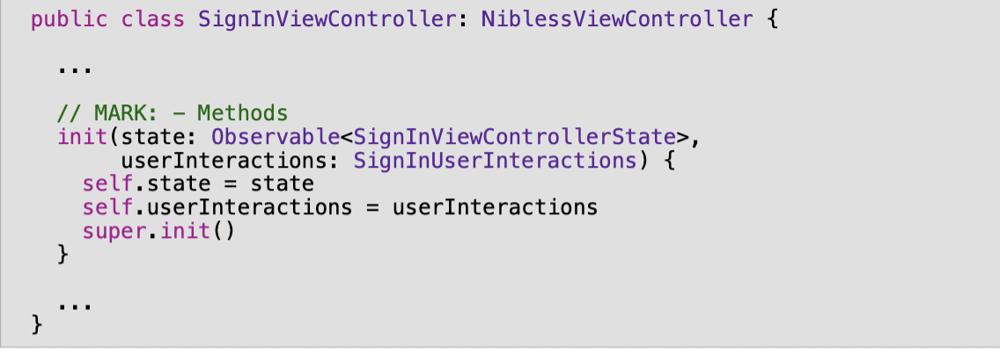 public class SignInViewController: NiblessViewController {
...
// MARK: - Methods
init(state: Observable<SignInViewControllerState>,
userInteractions: SignInUserInteractions) {
self.state = state
self.userInteractions = userInteractions
super.init()
}
...
}